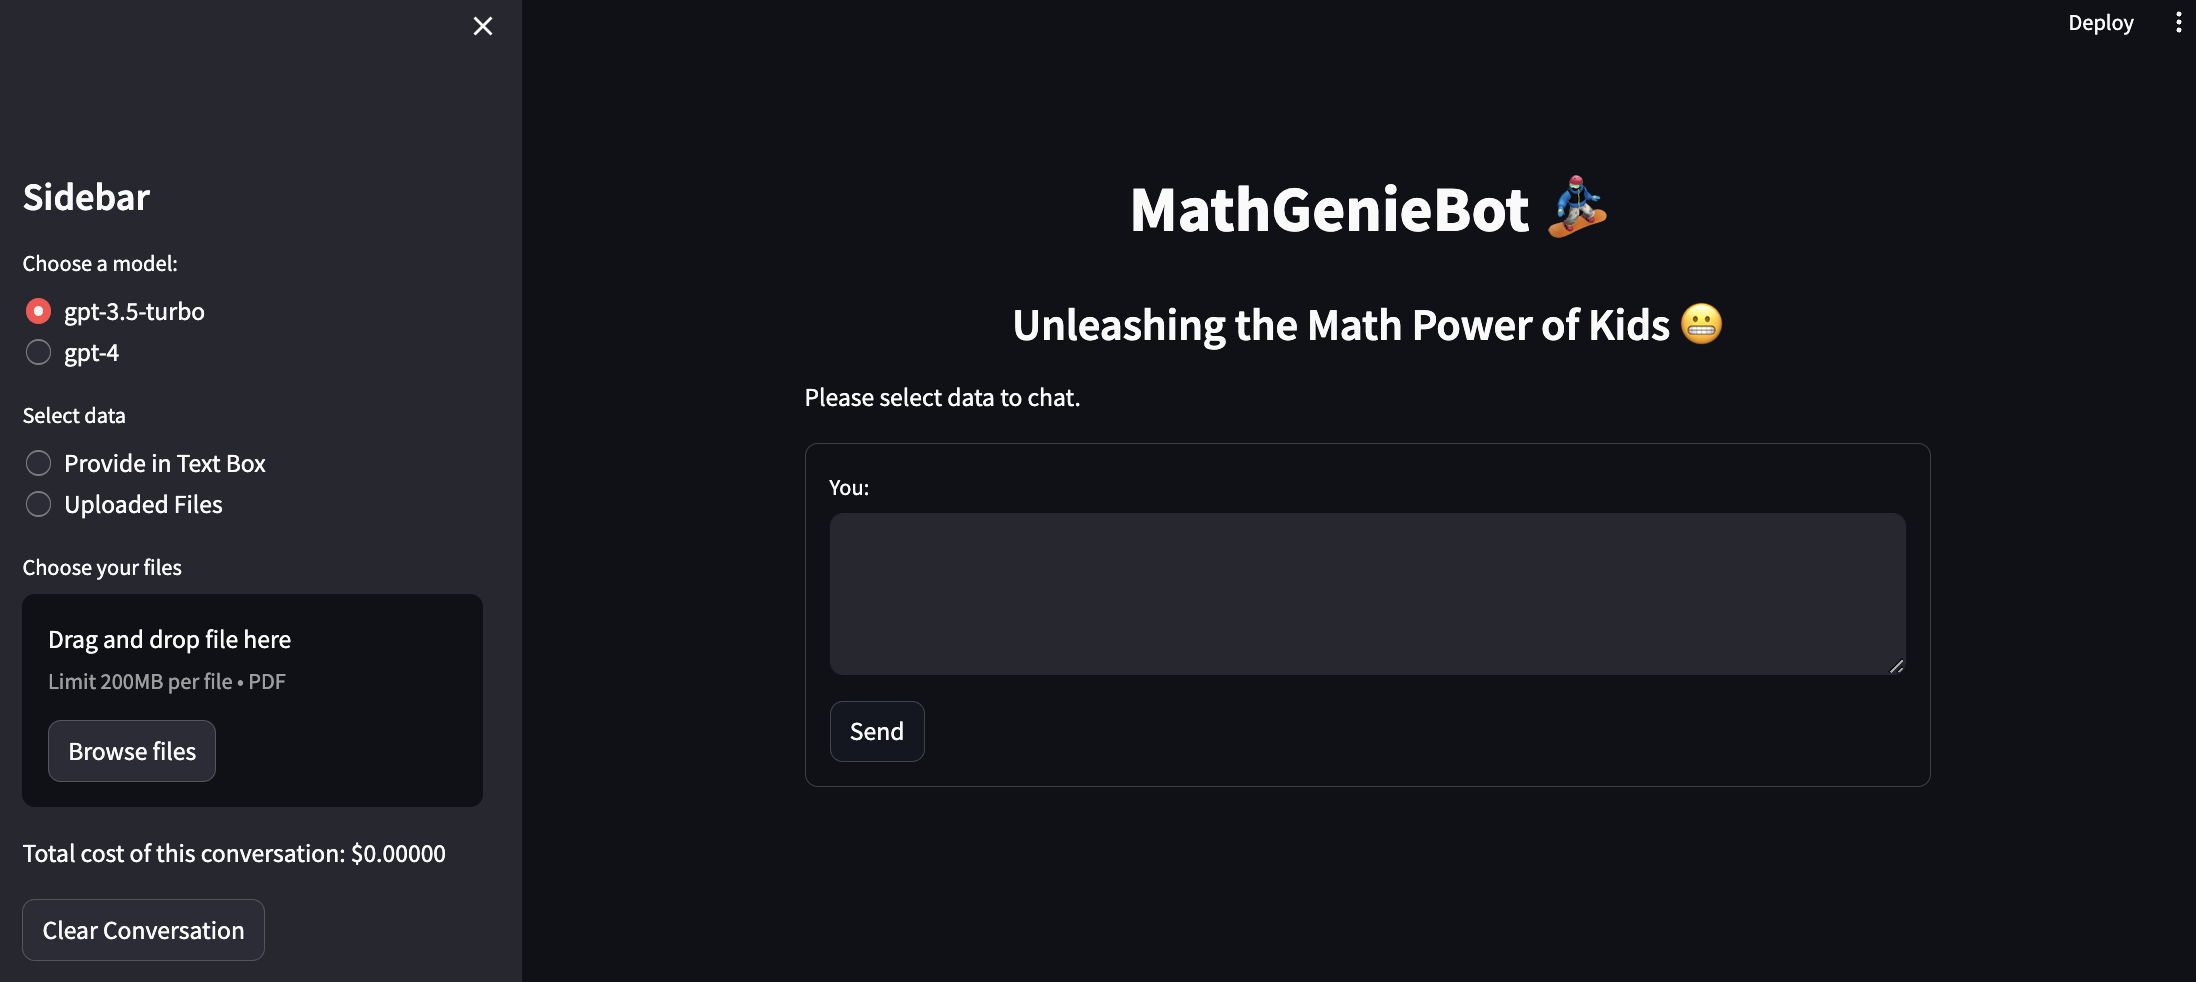 Deploy
Sidebar
Choose a model:
gpt-3.5-turbo
gpt-4
Select data
Provide in Text Box
Uploaded Files
Choose your files
Drag and drop file here
Limit 200MB per file • PDF
Browse files
Total cost of this conversation: $0.00000
Clear Conversation
MathGenieBot 🏂
Unleashing the Math Power of Kids 😬
Please select data to chat.
You:
Send